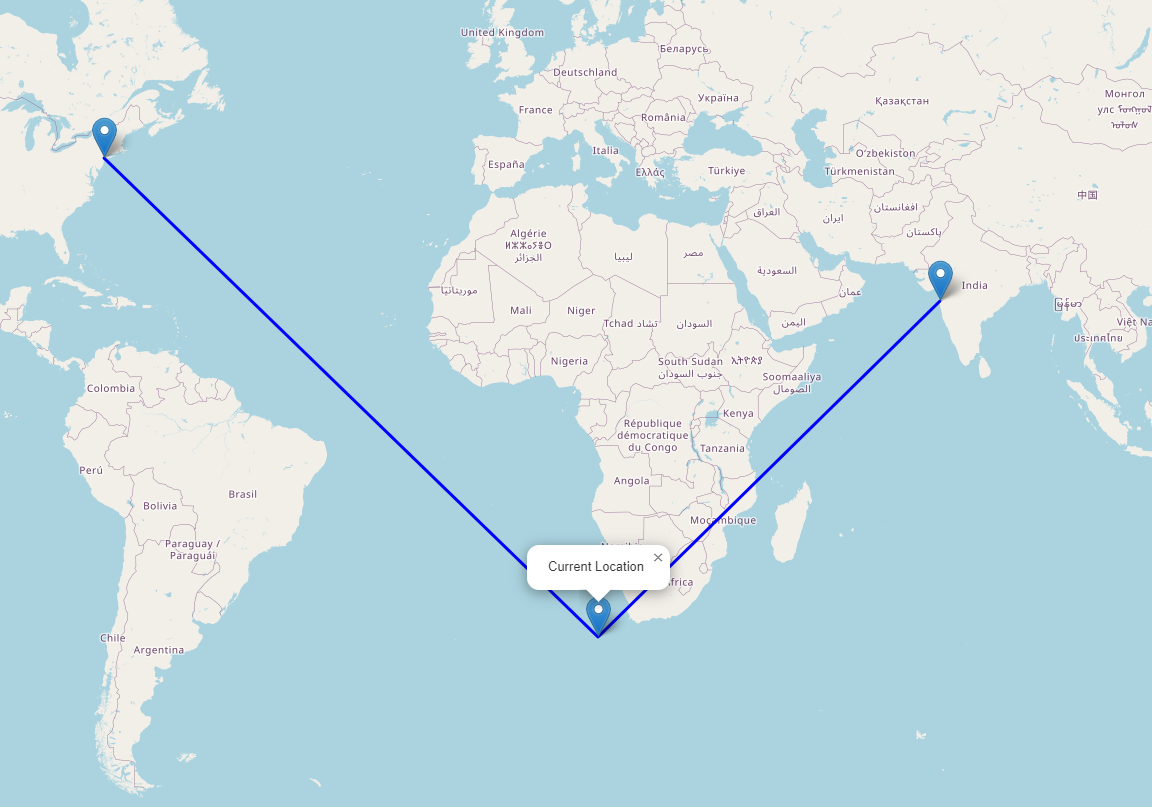 United Kingdom
Беларусь
Deutschland
Монгол
улс
France
Україна
Қазақстан
România
Italia
Oʻzbekiston
España
Ελλάς
Türkiye
Türkmenistan
中国
افغانستان
العراق
ایران
پاکستان
Algérie
ⵍⵣⵣⴰⵢⴻⵔ
الجزائر
ليبيا
مصر
السعودية
India
موريتانيا
عمان
မြန်မာ
Mali
Niger
Tchad تشاد
السودان
اليمن
Việt Na
ประเทศไทย
Nigeria
South Sudan
جنوب السودان
ኢትዮጵያ
Soomaaliya
الصومال
Colombia
Kenya
République
démocratique
du Congo
Tanzania
Perú
Angola
Brasil
Bolivia
Moçambique
Paraguay /
Paraguái
Current Location
×
frica
Chile
Argentina